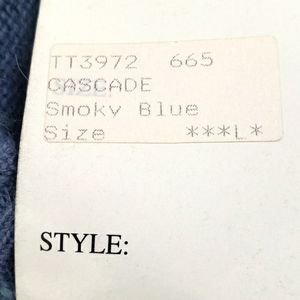 TT3972 665
CASCADE
Smoky Blue
Size ***L*
STYLE: